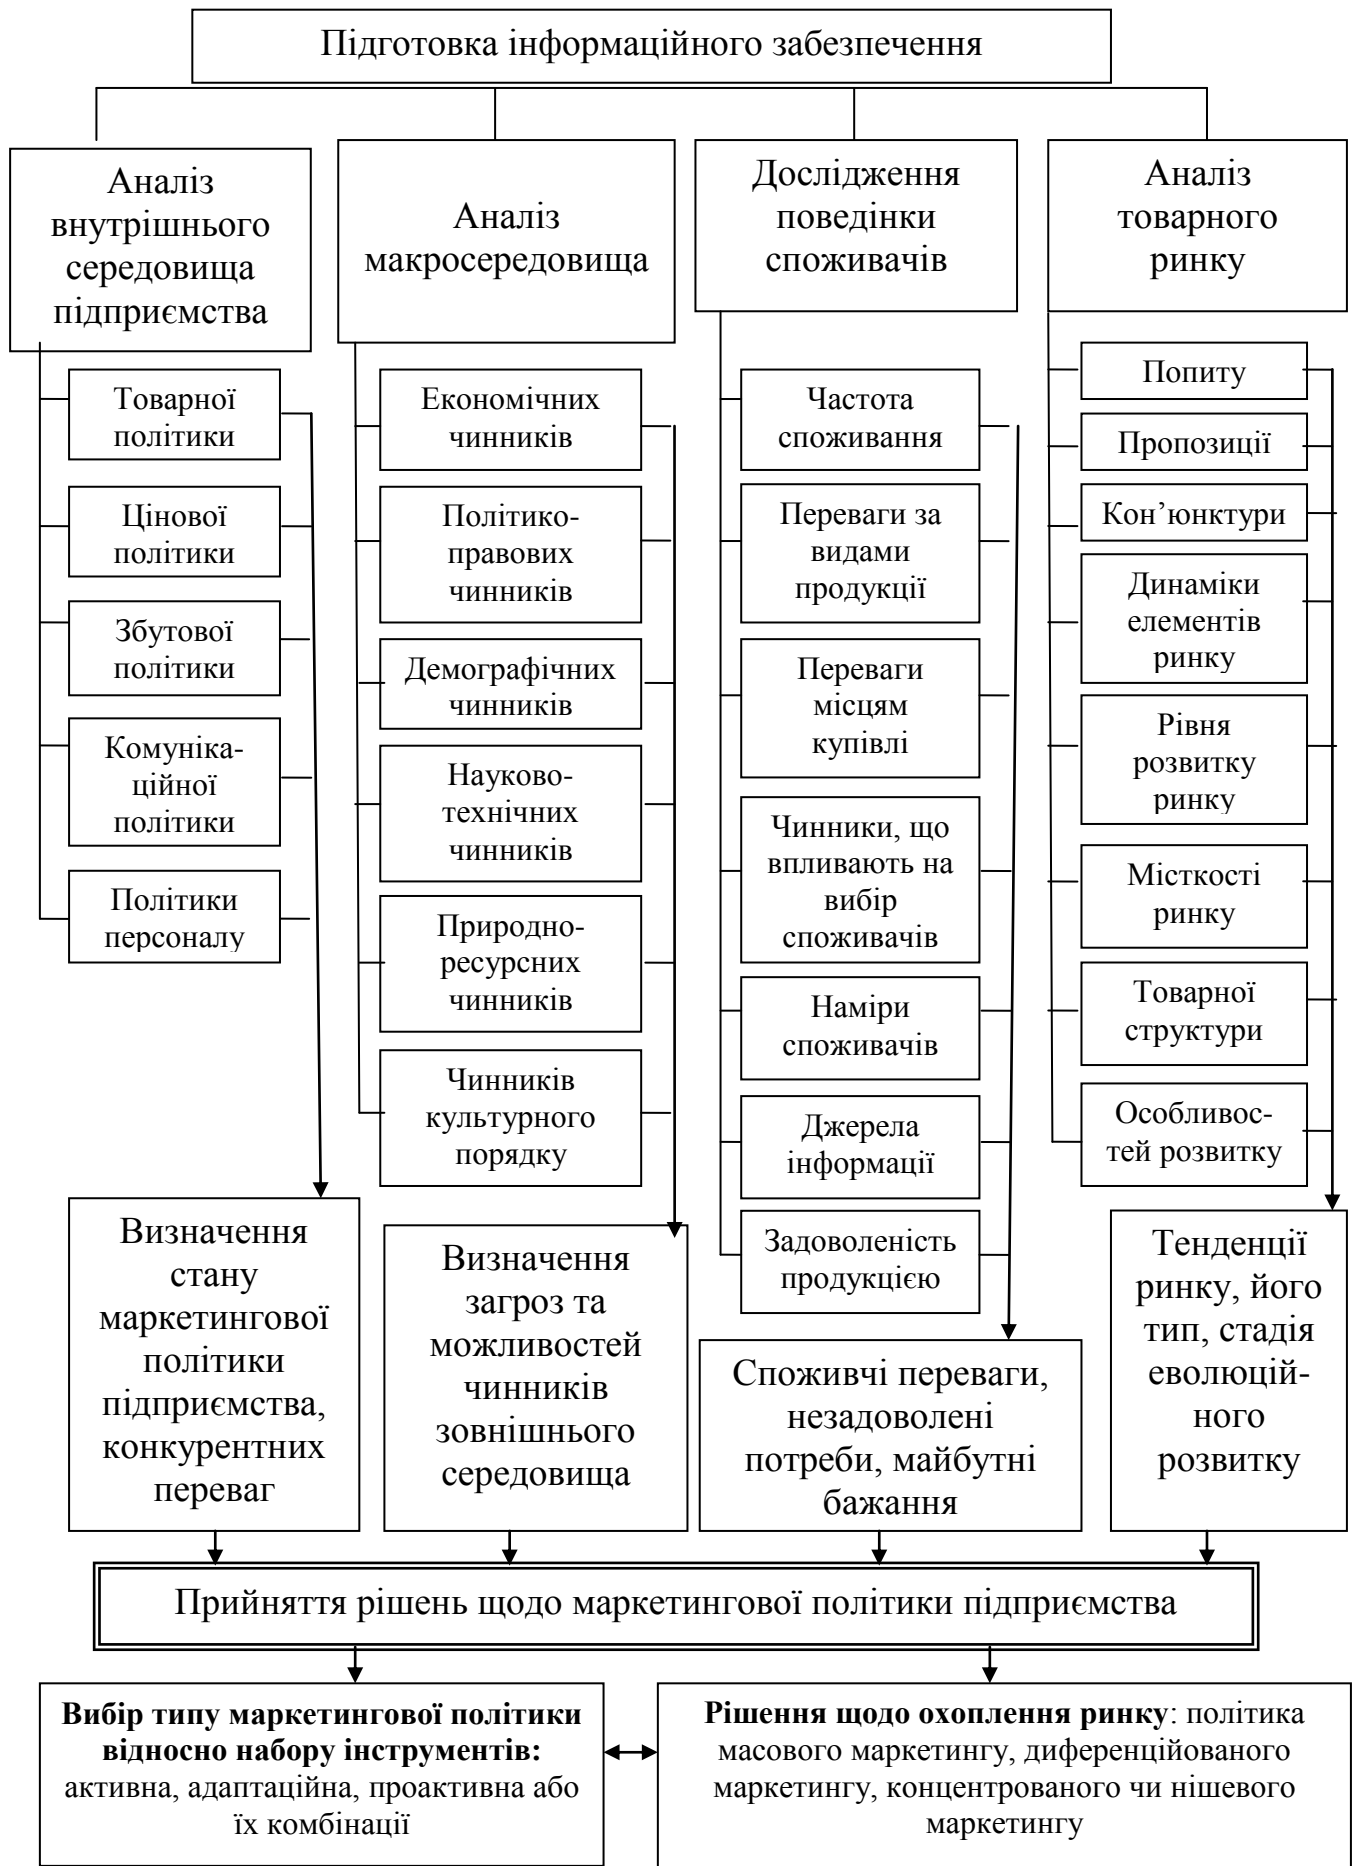 Підготовка інформаційного забезпечення
Аналіз
внутрішнього
середовища
підприємства
Аналіз
макросередовища
Дослідження
поведінки
споживачів
Аналіз
товарного
ринку
Товарної
політики
Цінової
політики
Збутової
політики
Комуніка-
ційної
політики
Політики
персоналу
Економічних
чинників
Політико-
правових
чинників
Демографічних
чинників
Науково-
технічних
чинників
Природно-
ресурсних
чинників
Чинників
культурного
порядку
Частота
споживання
Переваги за
видами
продукції
Переваги
місцям
купівлі
Чинники, що
впливають на
вибір
споживачів
Наміри
споживачів
Джерела
інформації
Задоволеність
продукцією
Попиту
Пропозиції
Кон’юнктури
Динаміки
елементів
ринку
Рівня
розвитку
ринку
Місткості
ринку
Товарної
структури
Особливос-
тей розвитку
Визначення
стану
маркетингової
політики
підприємства,
конкурентних
переваг
Визначення
загроз та
можливостей
чинників
зовнішнього
середовища
Споживчі переваги,
незадоволені
потреби, майбутні
бажання
Тенденції
ринку, його
тип, стадія
еволюцій-
ного
розвитку
Прийняття рішень щодо маркетингової політики підприємства
Вибір типу маркетингової політики
відносно набору інструментів:
активна, адаптаційна, проактивна або
їх комбінації
Рішення щодо охоплення ринку: політика
масового маркетингу, диференційованого
маркетингу, концентрованого чи нішевого
маркетингу